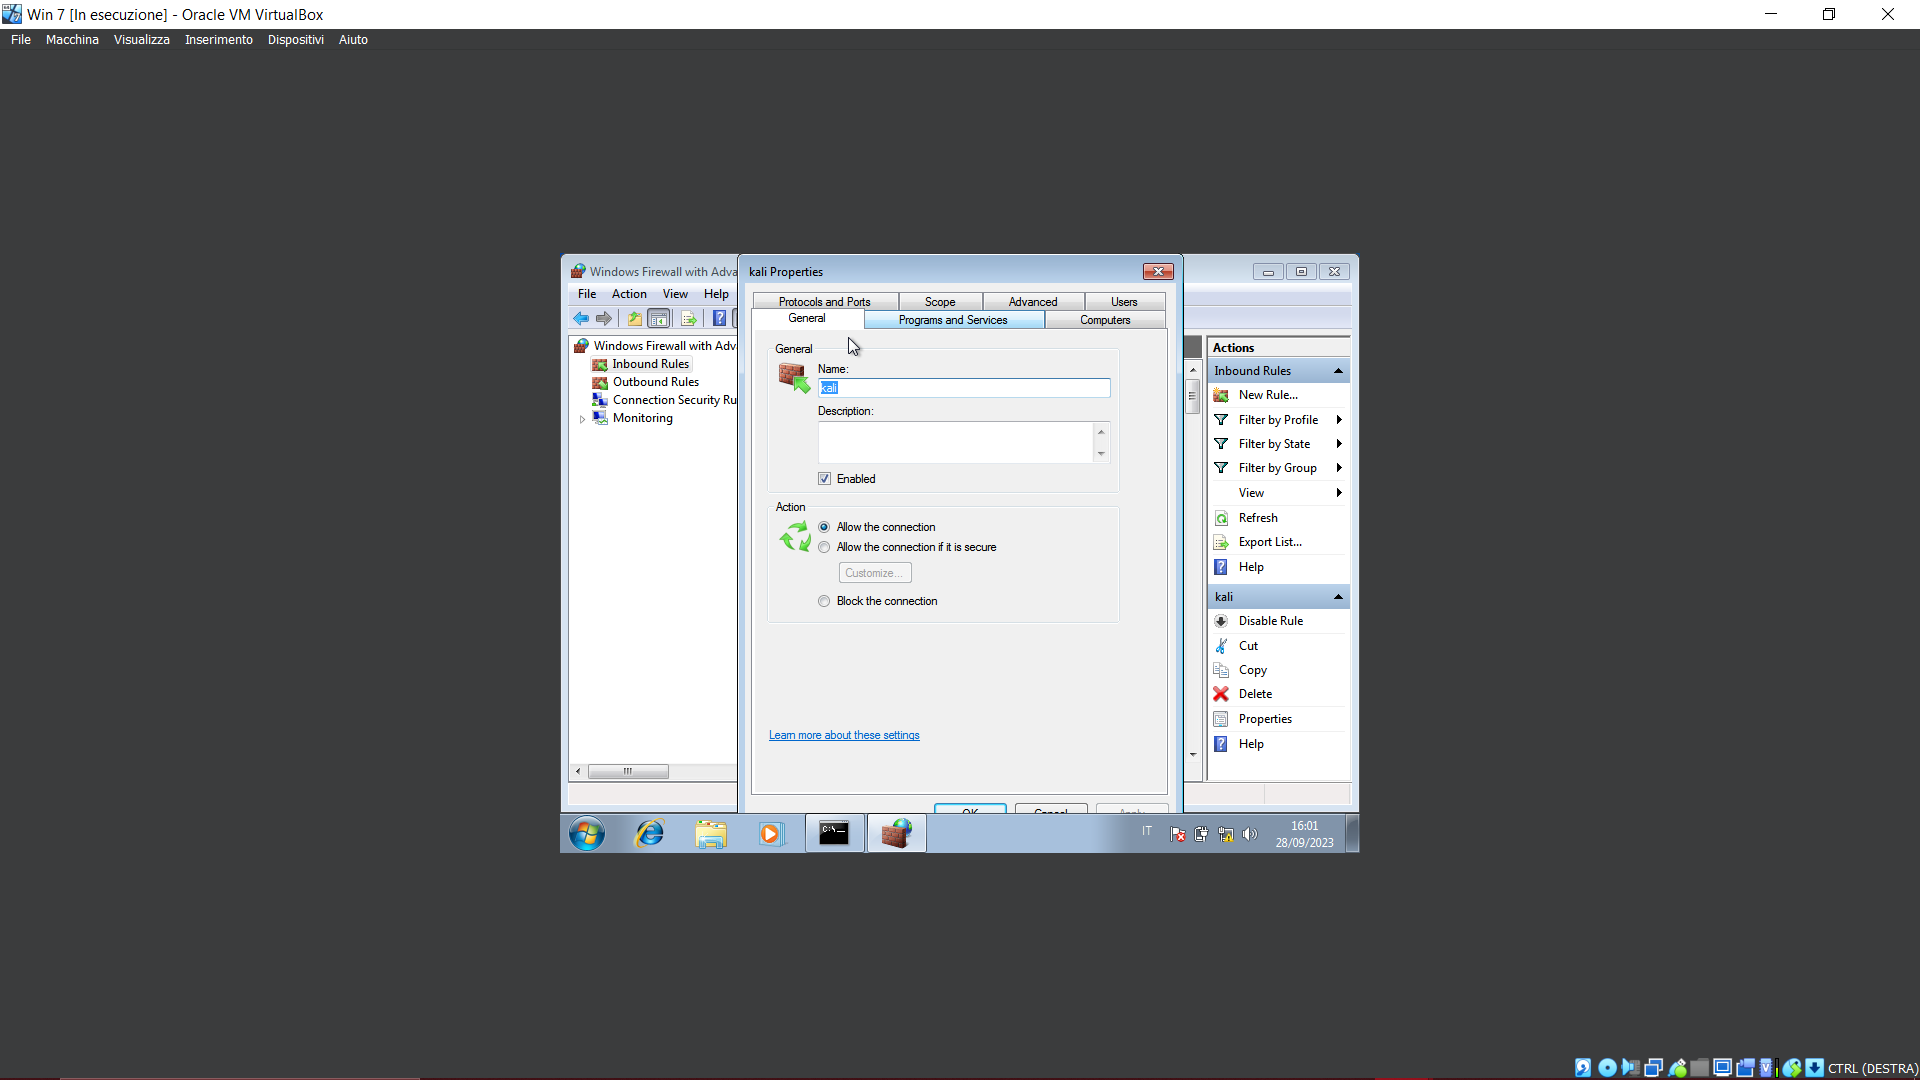 Win 7 [In esecuzione] - Oracle VM VirtualBox
File Macchina Visualizza Inserimento Dispositivi Aiuto
Windows Firewall with Adva
kali Properties
File Action View Help
Protocols and Ports Scope Advanced Users
General Programs and Services Computers
Windows Firewall with Adv
Inbound Rules
Outbound Rules
Connection Security Ru
Monitoring
General
Name:
kali
Description:
Enabled
Action
Allow the connection
Allow the connection if it is secure
Customize...
Block the connection
Learn more about these settings
OK Cancel Apply
Actions
Inbound Rules
New Rule...
Filter by Profile
Filter by State
Filter by Group
View
Refresh
Export List...
Help
kali
Disable Rule
Cut
Copy
Delete
Properties
Help
C:\_
IT
16:01
28/09/2023
CTRL (DESTRA)